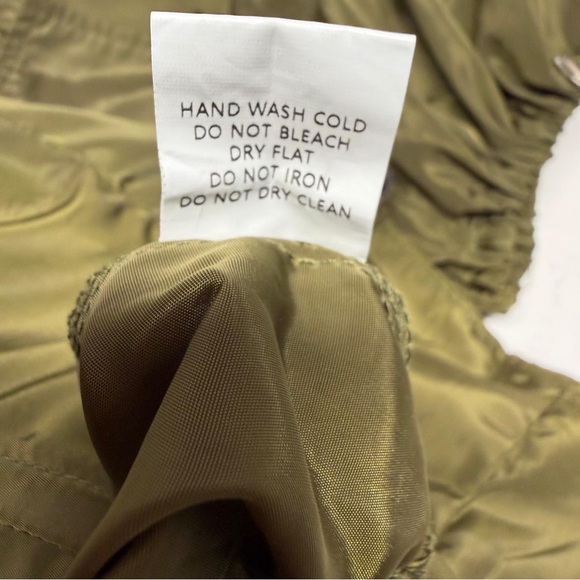 HAND WASH COLD
DO NOT BLEACH
DRY FLAT
DO NOT IRON
DO NOT DRY CLEAN